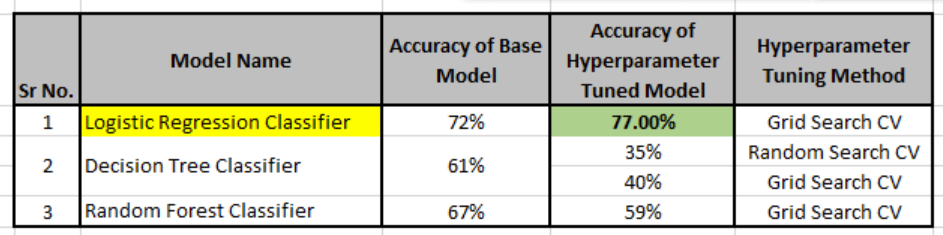 Sr No. Model Name Accuracy of Base Model Accuracy of Hyperparameter Tuned Model Hyperparameter Tuning Method
1 Logistic Regression Classifier 72% 77.00% Grid Search CV
2 Decision Tree Classifier 61% 35% Random Search CV
40% Grid Search CV
3 Random Forest Classifier 67% 59% Grid Search CV